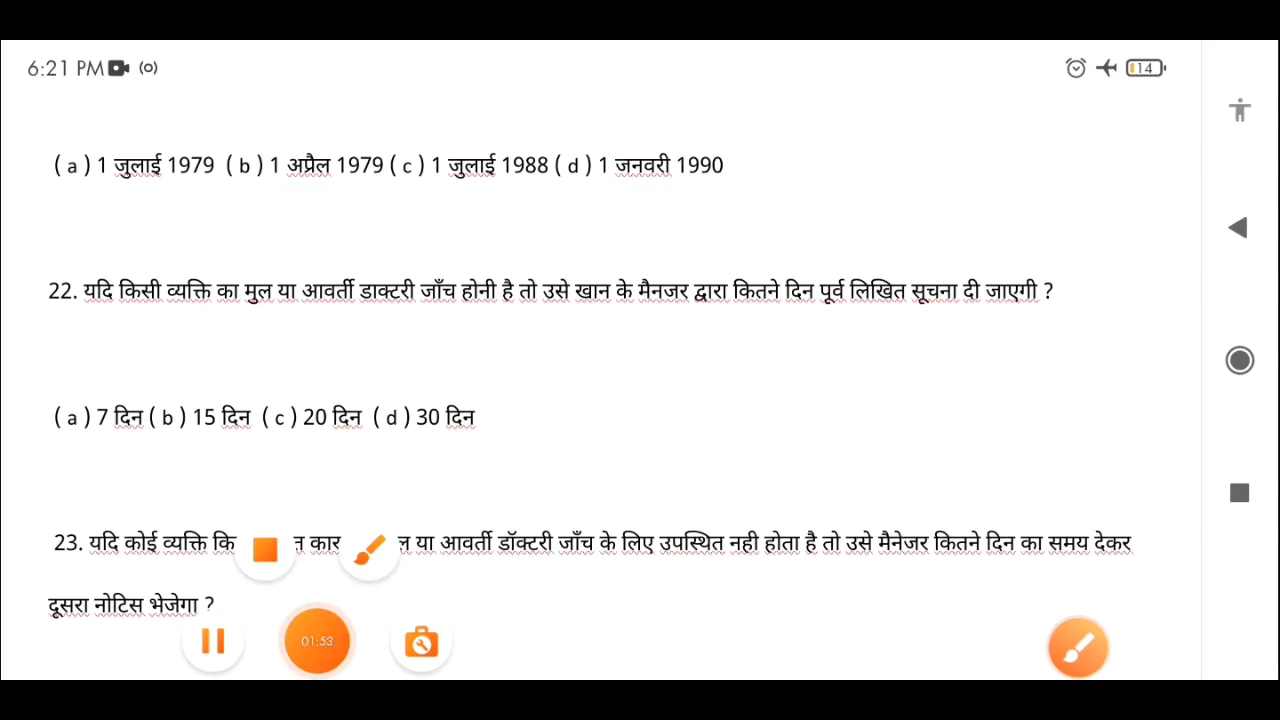 6:21 PM
14
( a ) 1 जुलाई 1979 ( b ) 1 अप्रैल 1979 ( c ) 1 जुलाई 1988 ( d ) 1 जनवरी 1990
22. यदि किसी व्यक्ति का मुल या आवर्ती डाक्टरी जाँच होनी है तो उसे खान के मैनजर द्वारा कितने दिन पूर्व लिखित सूचना दी जाएगी ?
( a ) 7 दिन ( b ) 15 दिन ( c ) 20 दिन ( d ) 30 दिन
23. यदि कोई व्यक्ति कि त कार ल या आवर्ती डॉक्टरी जाँच के लिए उपस्थित नही होता है तो उसे मैनेजर कितने दिन का समय देकर
दूसरा नोटिस भेजेगा ?
01:53